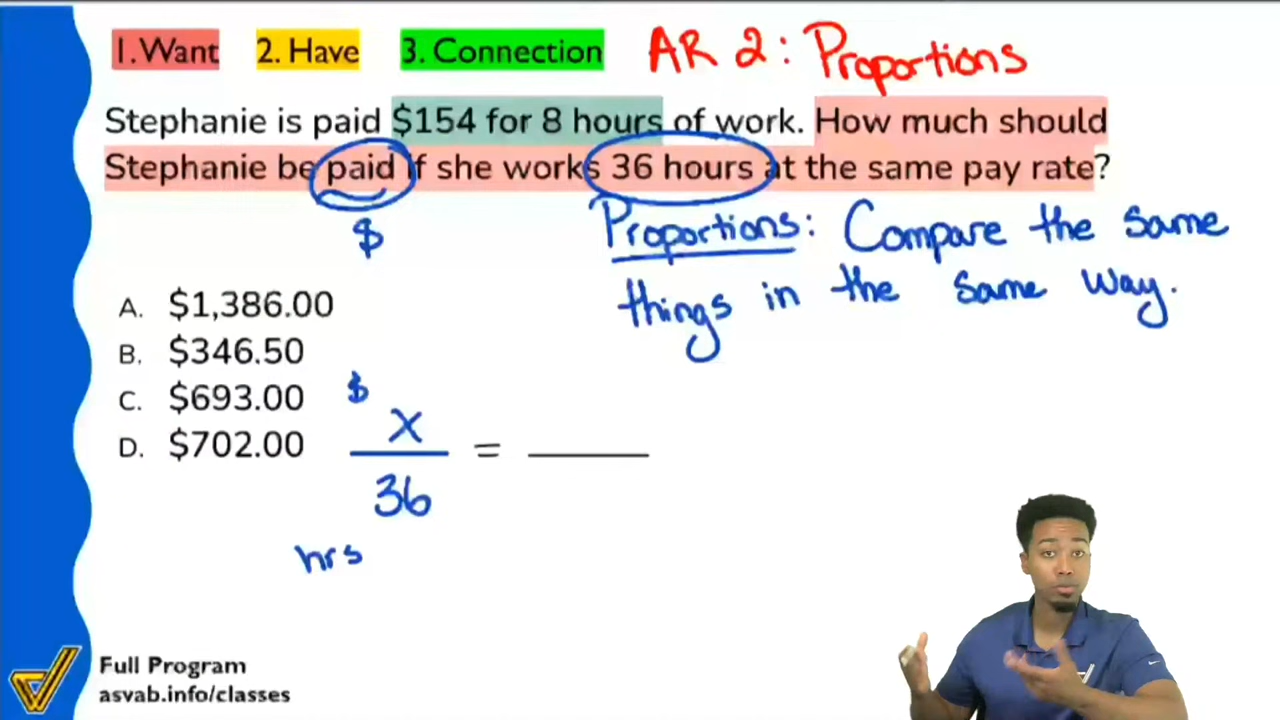 1. Want 2. Have 3. Connection AR 2: Proportions
Stephanie is paid $154 for 8 hours of work. How much should
Stephanie be paid if she works 36 hours at the same pay rate?
$
Proportions: Compare the same
things in the same way.
A. $1,386.00
B. $346.50
C. $693.00
D. $702.00
$
x
=
36
hrs
Full Program
asvab.info/classes